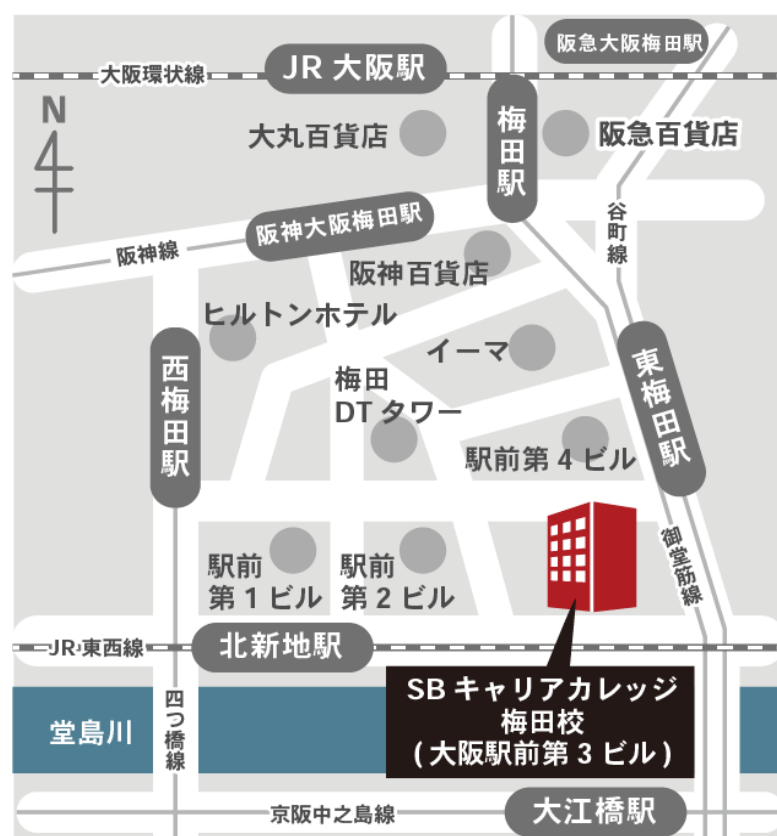 阪急大阪梅田駅
JR 大阪駅
大阪環状線
N
梅田駅
大丸百貨店
阪急百貨店
谷町線
阪神大阪梅田駅
阪神線
阪神百貨店
ヒルトンホテル
イーマ
西梅田駅
東梅田駅
梅田
DT タワー
駅前第 4 ビル
御堂筋線
駅前
第 1 ビル
駅前
第 2 ビル
JR 東西線
北新地駅
SB キャリアカレッジ
梅田校
( 大阪駅前第 3 ビル )
四つ橋線
堂島川
京阪中之島線
大江橋駅